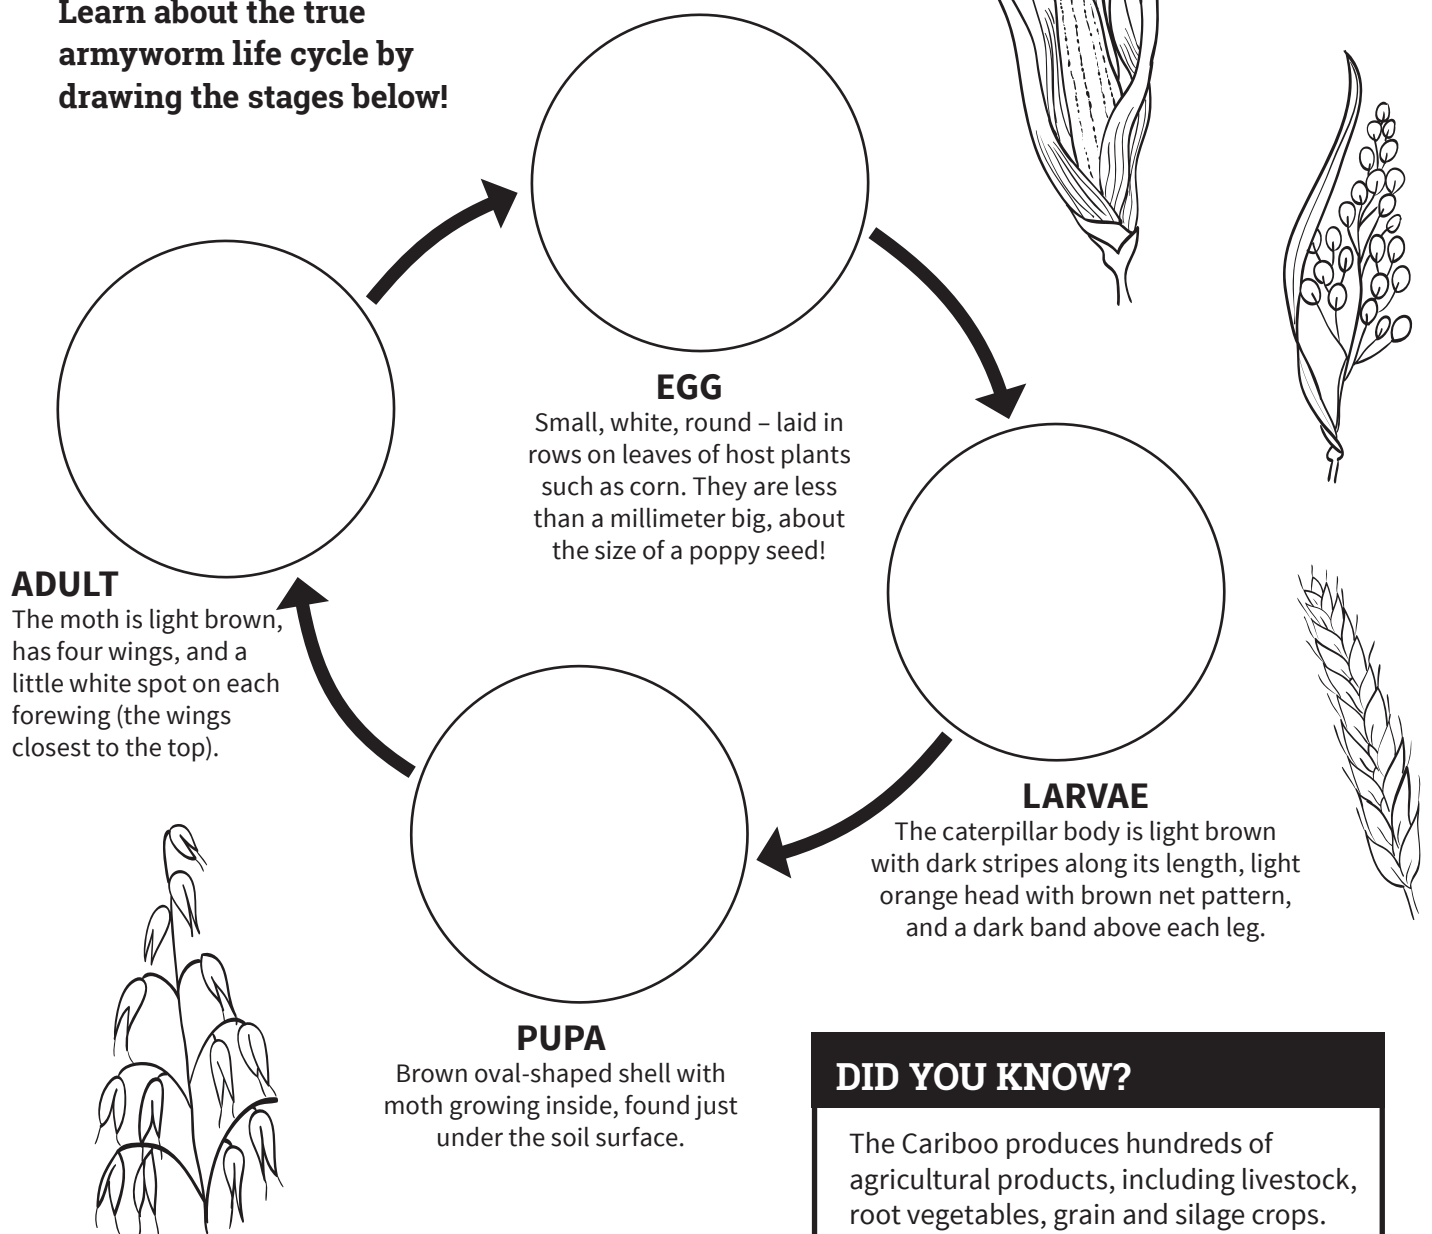 Learn about the true
armyworm life cycle by
drawing the stages below!
EGG
Small, white, round – laid in
rows on leaves of host plants
such as corn. They are less
than a millimeter big, about
the size of a poppy seed!
ADULT
The moth is light brown,
has four wings, and a
little white spot on each
forewing (the wings
closest to the top).
LARVAE
The caterpillar body is light brown
with dark stripes along its length, light
orange head with brown net pattern,
and a dark band above each leg.
PUPA
Brown oval-shaped shell with
moth growing inside, found just
under the soil surface.
DID YOU KNOW?
The Cariboo produces hundreds of
agricultural products, including livestock,
root vegetables, grain and silage crops.